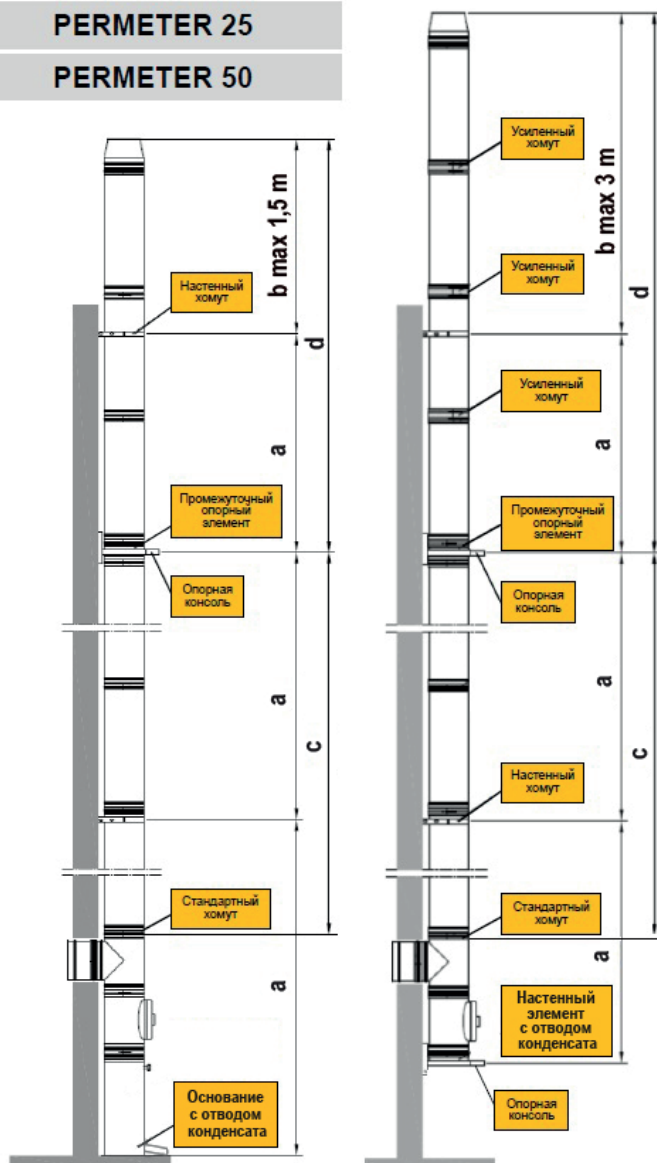 PERMETER 25
PERMETER 50
b max 1,5 m
d
Настенный
хомут
a
Промежуточный
опорный
элемент
Опорная
консоль
a
c
Стандартный
хомут
a
Основание
с отводом
конденсата
Усиленный
хомут
b max 3 m
d
Усиленный
хомут
Усиленный
хомут
a
Промежуточный
опорный
элемент
Опорная
консоль
a
c
Настенный
хомут
Стандартный
хомут
a
Настенный
элемент
с отводом
конденсата
Опорная
консоль